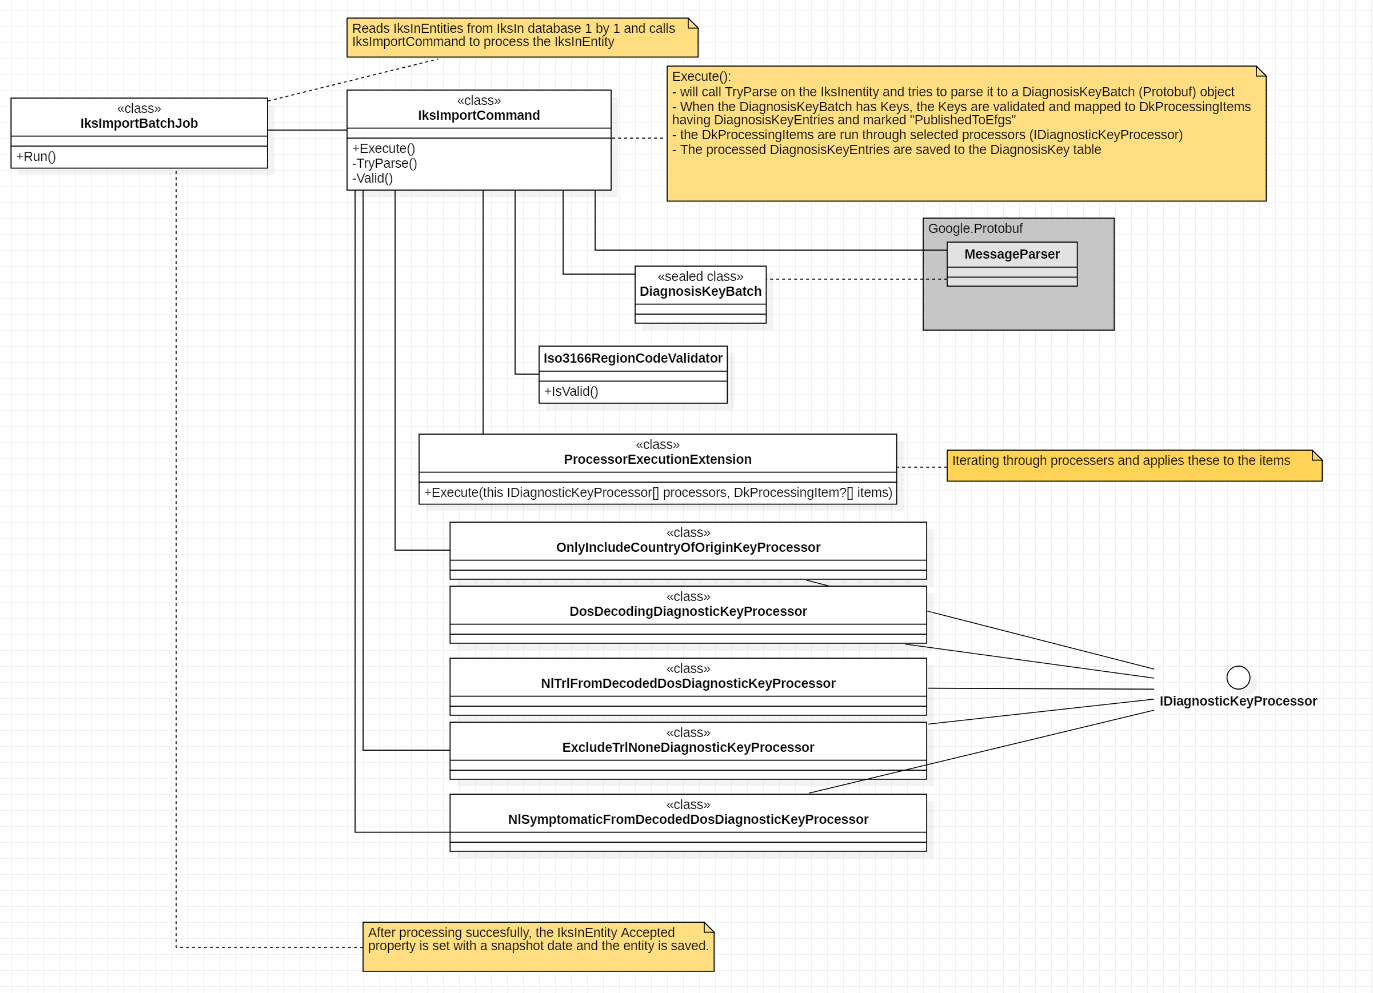 Reads IksInEntities from IksIn database 1 by 1 and calls
IksImportCommand to process the IksInEntity
Execute():
- will call TryParse on the IksInentity and tries to parse it to a DiagnosisKeyBatch (Protobuf) object
- When the DiagnosisKeyBatch has Keys, the Keys are validated and mapped to DkProcessingItems
having DiagnosisKeyEntries and marked "PublishedToEfgs"
- the DkProcessingItems are run through selected processors (IDiagnosticKeyProcessor)
- The processed DiagnosisKeyEntries are saved to the DiagnosisKey table
«class»
IksImportBatchJob
+Run()
«class»
IksImportCommand
+Execute()
-TryParse()
-Valid()
Google.Protobuf
MessageParser
«sealed class»
DiagnosisKeyBatch
Iso3166RegionCodeValidator
+IsValid()
«class»
ProcessorExecutionExtension
+Execute(this IDiagnosticKeyProcessor[] processors, DkProcessingItem?[] items)
Iterating through processers and applies these to the items
«class»
OnlyIncludeCountryOfOriginKeyProcessor
«class»
DosDecodingDiagnosticKeyProcessor
«class»
NlTrlFromDecodedDosDiagnosticKeyProcessor
IDiagnosticKeyProcessor
«class»
ExcludeTrlNoneDiagnosticKeyProcessor
«class»
NlSymptomaticFromDecodedDosDiagnosticKeyProcessor
After processing succesfully, the IksInEntity Accepted
property is set with a snapshot date and the entity is saved.